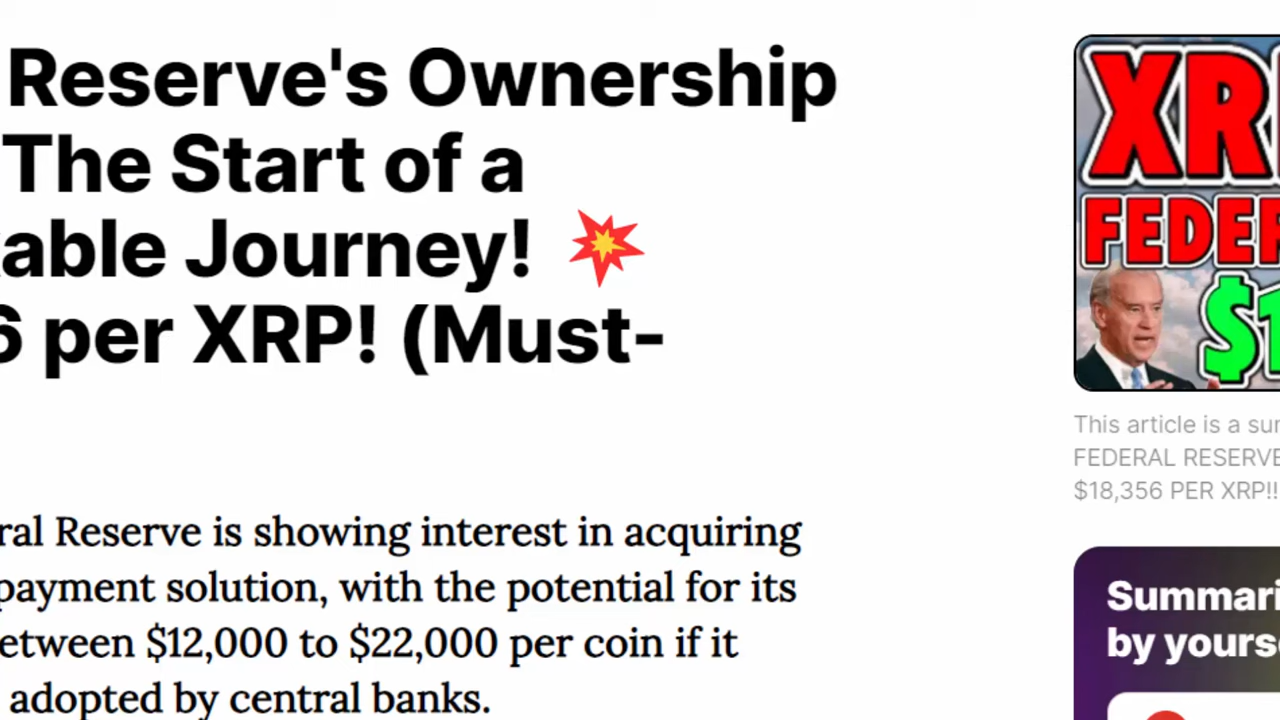 Reserve's Ownership
The Start of a
able Journey! 💥
6 per XRP! (Must-
ral Reserve is showing interest in acquiring
payment solution, with the potential for its
etween $12,000 to $22,000 per coin if it
adopted by central banks.
XR
FEDER
$1
This article is a sum
FEDERAL RESERVE
$18,356 PER XRP!!
Summari
by yourse